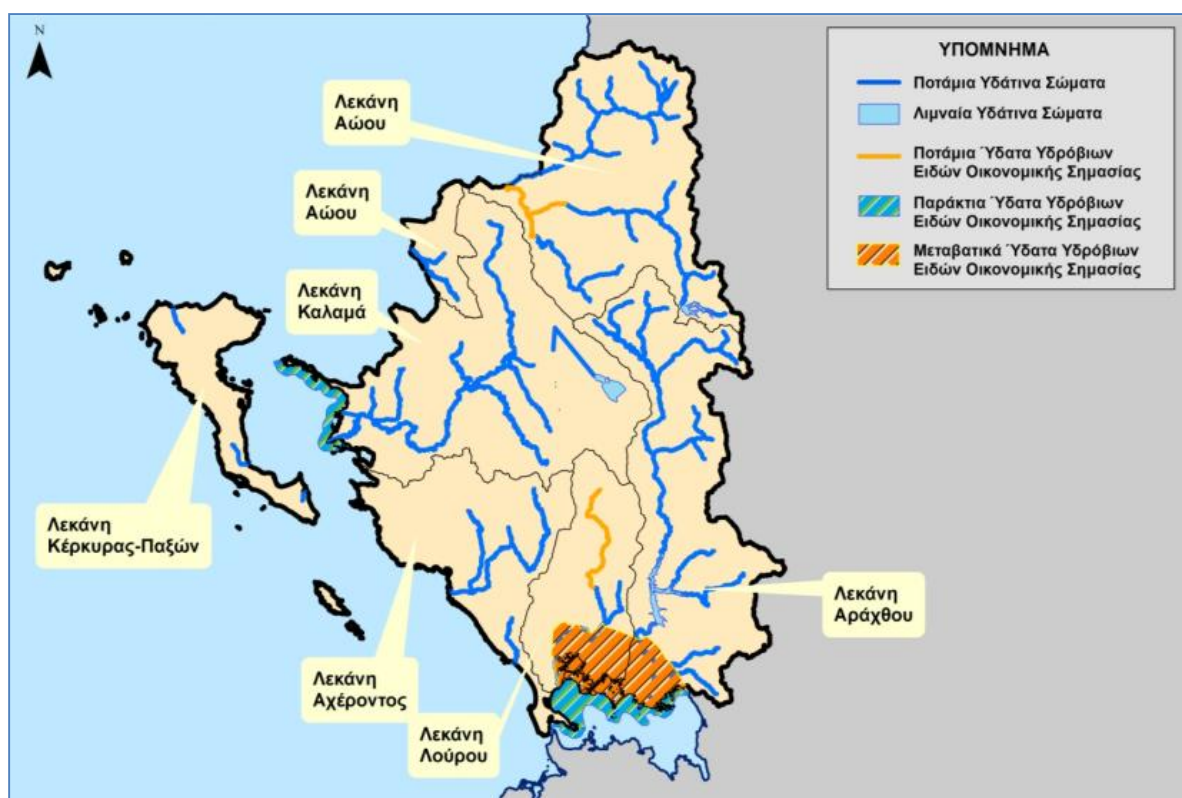 N
ΥΠΟΜΝΗΜΑ
Ποτάμια Υδάτινα Σώματα
Λιμναία Υδάτινα Σώματα
Ποτάμια Ύδατα Υδρόβιων
Ειδών Οικονομικής Σημασίας
Παράκτια Ύδατα Υδρόβιων
Ειδών Οικονομικής Σημασίας
Μεταβατικά Ύδατα Υδρόβιων
Ειδών Οικονομικής Σημασίας
Λεκάνη
Αώου
Λεκάνη
Αώου
Λεκάνη
Καλαμά
Λεκάνη
Κέρκυρας-Παξών
Λεκάνη
Αράχθου
Λεκάνη
Αχέροντος
Λεκάνη
Λούρου